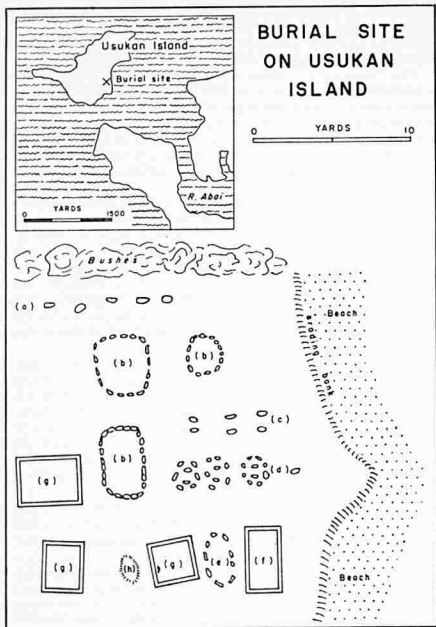 BURIAL SITE
ON USUKAN
ISLAND
YARDS
0 10
Usukan Island
Burial site
R. Abai
YARDS
0 1500
Bushes
(a)
Beach
eroding bank
(b) (b)
(c)
(b)
(g) (d)
(g) (h) (g) (e) (f)
Beach